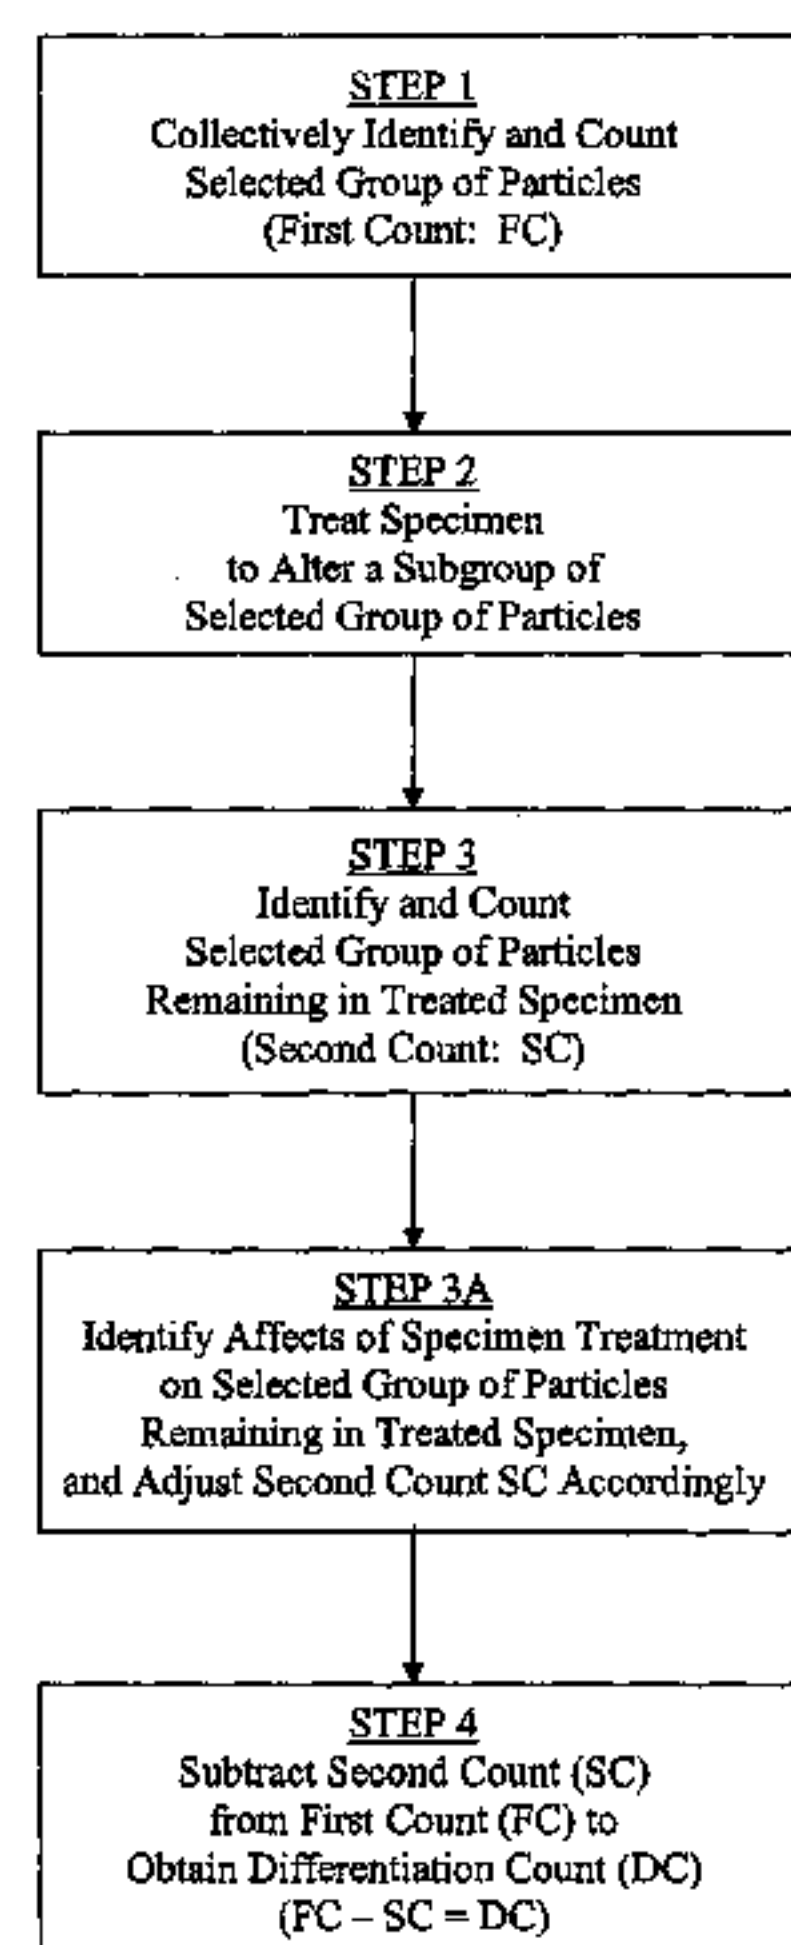 STEP 1
Collectively Identify and Count
Selected Group of Particles
(First Count: FC)
STEP 2
Treat Specimen
to Alter a Subgroup of
Selected Group of Particles
STEP 3
Identify and Count
Selected Group of Particles
Remaining in Treated Specimen
(Second Count: SC)
STEP 3A
Identify Affects of Specimen Treatment
on Selected Group of Particles
Remaining in Treated Specimen,
and Adjust Second Count SC Accordingly
STEP 4
Subtract Second Count (SC)
from First Count (FC) to
Obtain Differentiation Count (DC)
(FC – SC = DC)